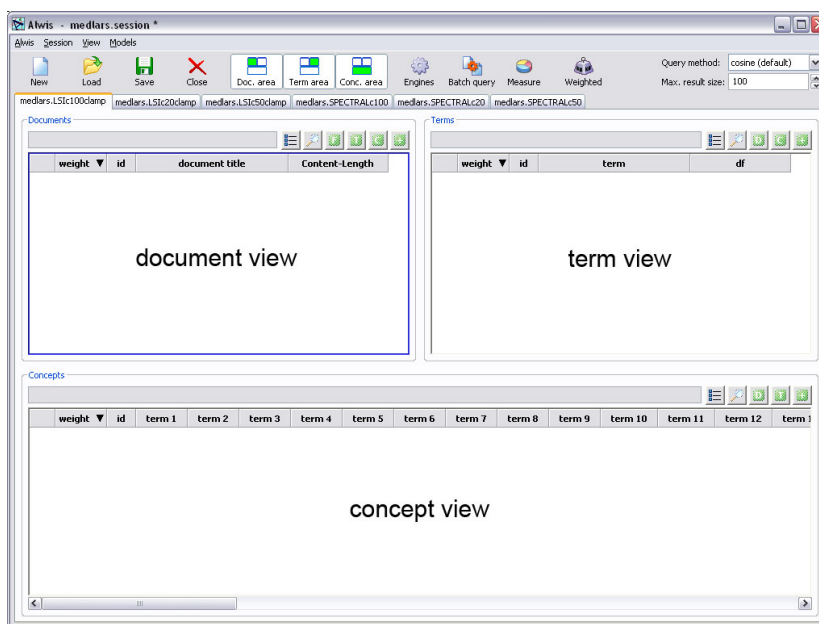 Alwis - medlars.session *
Alwis Session View Models
New Load Save Close Doc. area Term area Conc. area Engines Batch query Measure Weighted
Query method: cosine (default)
Max. result size: 100
medlars.LSIc100clamp medlars.LSIc20clamp medlars.LSIc50clamp medlars.SPECTRALc100 medlars.SPECTRALc20 medlars.SPECTRALc50
Documents
weight ▼ id document title Content-Length
document view
Terms
weight ▼ id term df
term view
Concepts
weight ▼ id term 1 term 2 term 3 term 4 term 5 term 6 term 7 term 8 term 9 term 10 term 11 term 12 term 1
concept view